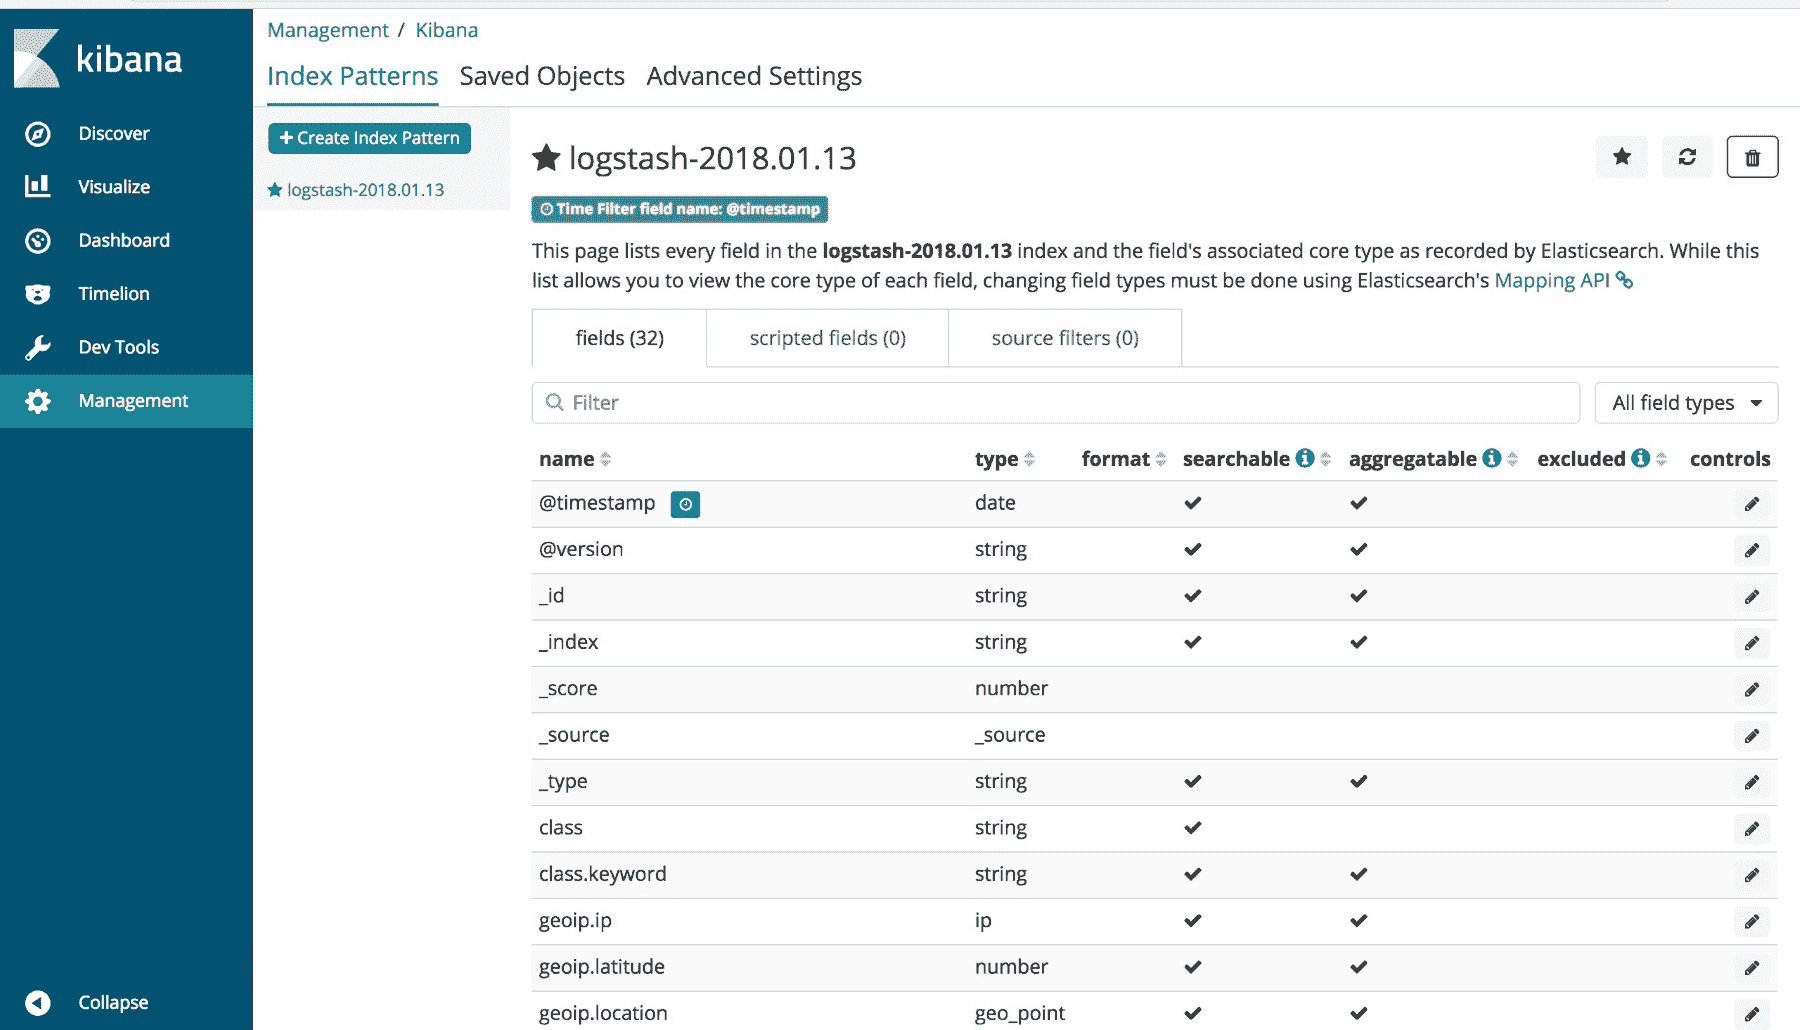 kibana
Discover
Visualize
Dashboard
Timelion
Dev Tools
Management
Collapse
Management / Kibana
Index Patterns Saved Objects Advanced Settings
+ Create Index Pattern
logstash-2018.01.13
logstash-2018.01.13
Time Filter field name: @timestamp
This page lists every field in the logstash-2018.01.13 index and the field's associated core type as recorded by Elasticsearch. While this
list allows you to view the core type of each field, changing field types must be done using Elasticsearch's Mapping API
fields (32) scripted fields (0) source filters (0)
Filter All field types
name type format searchable aggregatable excluded controls
@timestamp date
@version string
_id string
_index string
_score number
_source _source
_type string
class string
class.keyword string
geoip.ip ip
geoip.latitude number
geoip.location geo_point